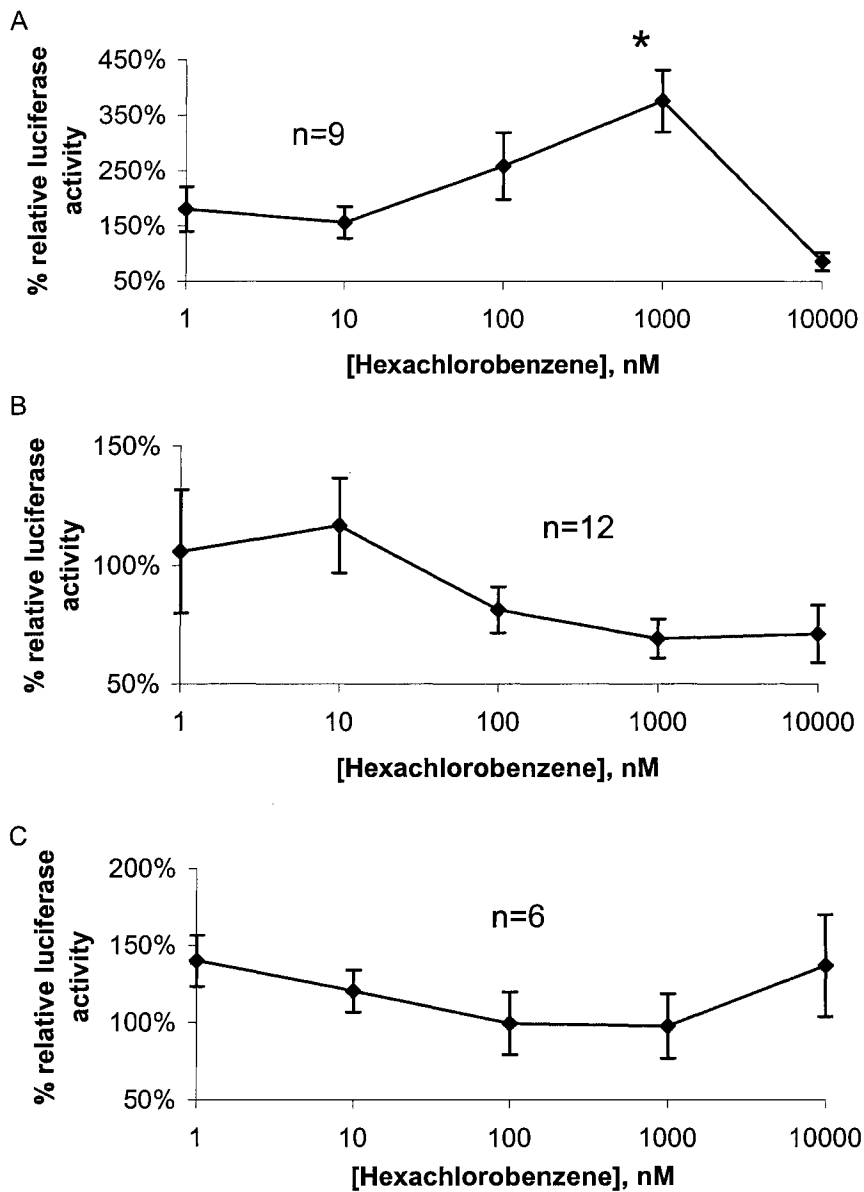 A
% relative luciferase
activity
450%
350%
250%
150%
50%
*
n=9
1 10 100 1000 10000
[Hexachlorobenzene], nM
B
% relative luciferase
activity
150%
100%
50%
n=12
1 10 100 1000 10000
[Hexachlorobenzene], nM
C
% relative luciferase
activity
200%
150%
100%
50%
n=6
1 10 100 1000 10000
[Hexachlorobenzene], nM